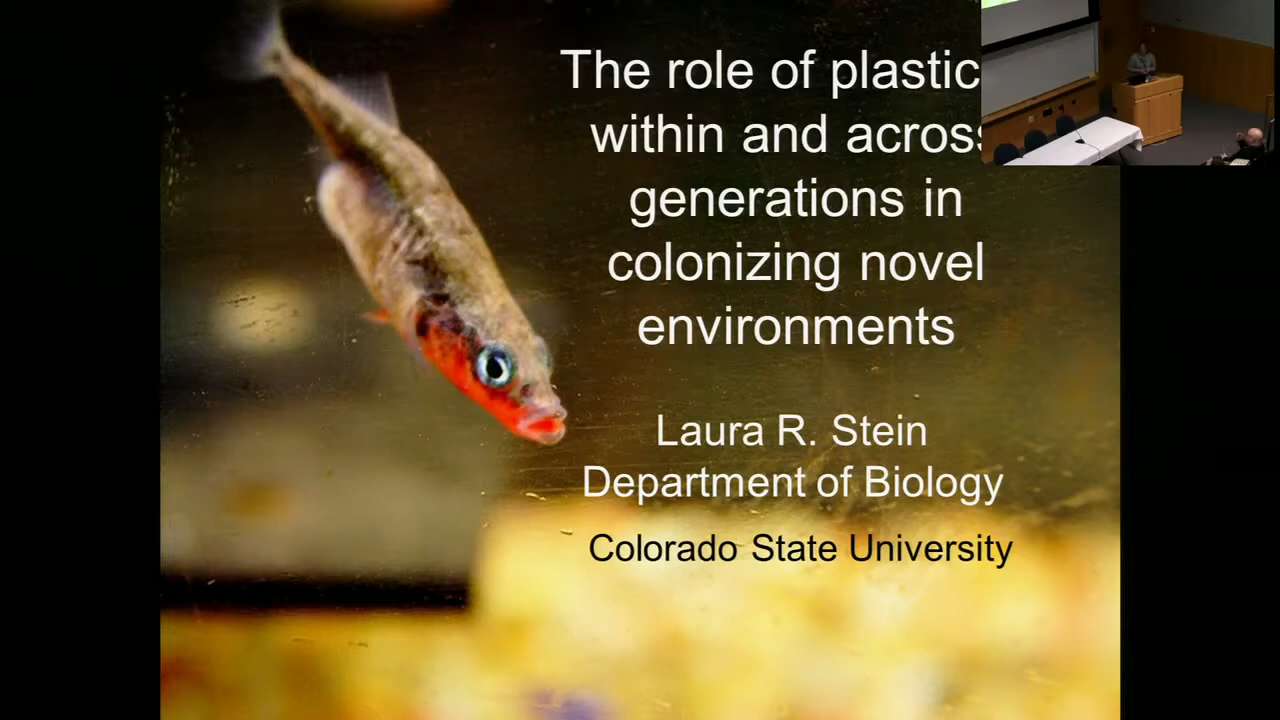 The role of plastic
within and across
generations in
colonizing novel
environments
Laura R. Stein
Department of Biology
Colorado State University